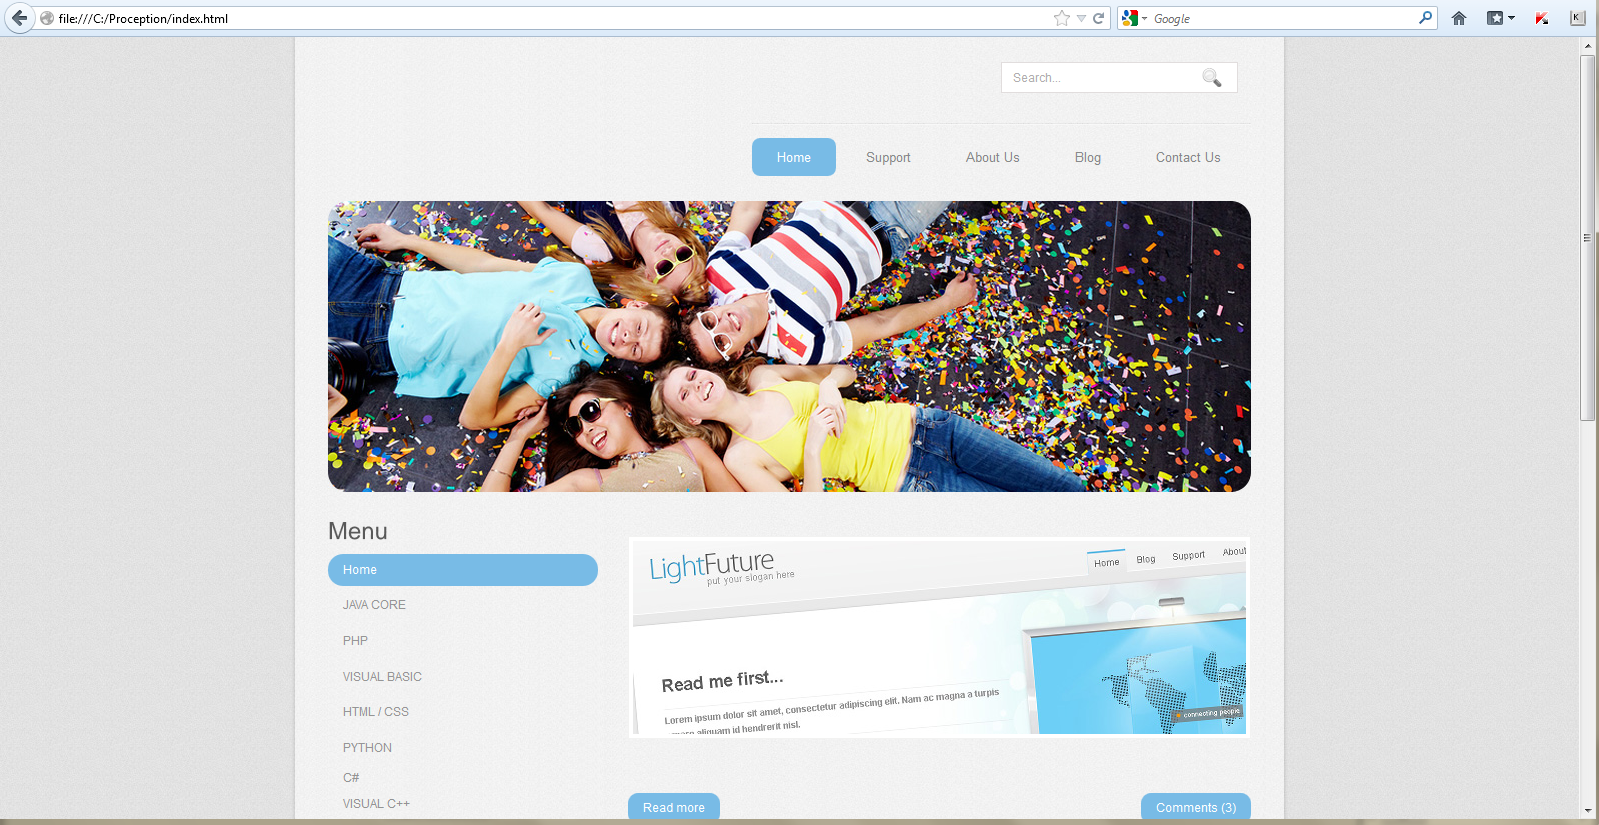 file:///C:/Proception/index.html
Google
K
Search...
Home Support About Us Blog Contact Us
Menu
Home
JAVA CORE
PHP
VISUAL BASIC
HTML / CSS
PYTHON
C#
VISUAL C++
LightFuture
put your slogan here
Home Blog Support About
Read me first...
Lorem ipsum dolor sit amet, consectetur adipiscing elit. Nam ac magna a turpis
aliquam id hendrerit nisl.
connecting people
Read more
Comments (3)